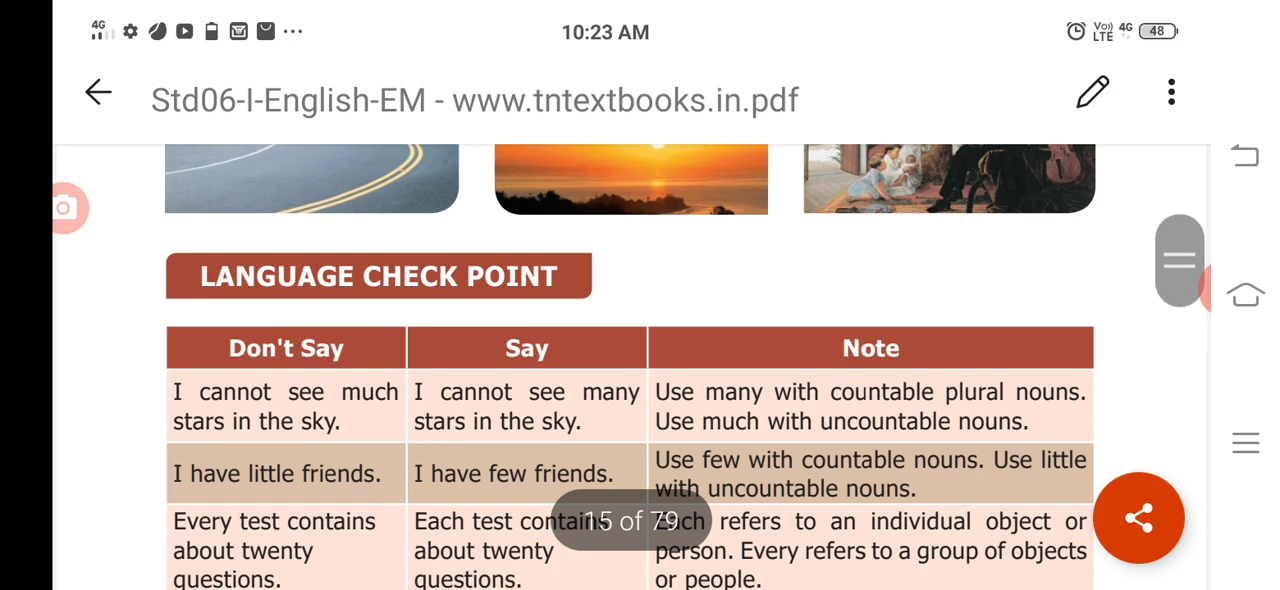 4G 10:23 AM Vo)) LTE 4G 48
Std06-I-English-EM - www.tntextbooks.in.pdf
LANGUAGE CHECK POINT
Don't Say Say Note
I cannot see much stars in the sky.
I cannot see many stars in the sky.
Use many with countable plural nouns.
Use much with uncountable nouns.
I have little friends.
I have few friends.
Use few with countable nouns. Use little
with uncountable nouns.
Every test contains
about twenty
questions.
Each test contains
about twenty
questions.
Each refers to an individual object or
person. Every refers to a group of objects
or people.
15 of 79